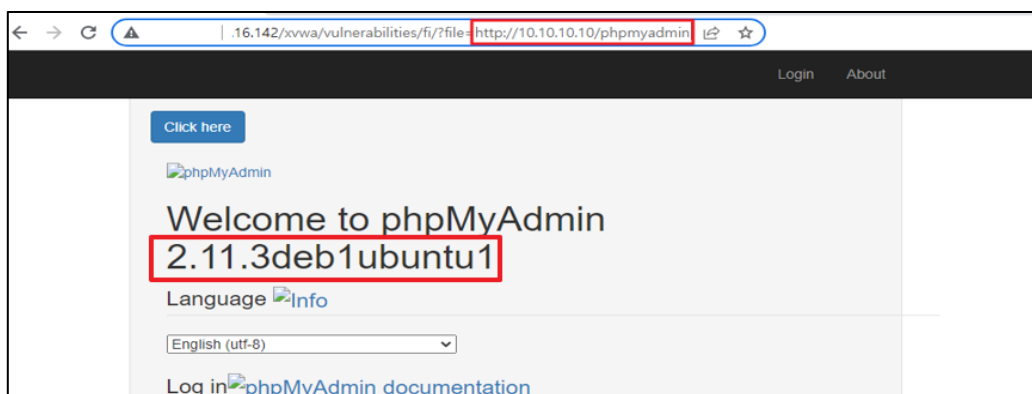 .16.142/xvwa/vulnerabilities/fi/?file=http://10.10.10.10/phpmyadmin
Login About
Click here
phpMyAdmin
Welcome to phpMyAdmin
2.11.3deb1ubuntu1
Language Info
English (utf-8)
Log in phpMyAdmin documentation